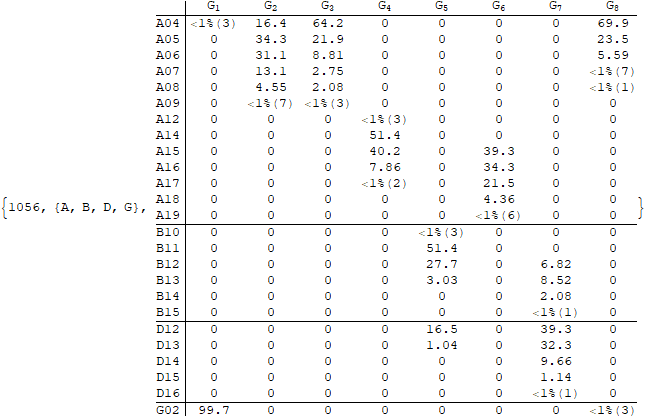 G₁ G₂ G₃ G₄ G₅ G₆ G₇ G₈
A04 <1%(3) 16.4 64.2 0 0 0 0 69.9
A05 0 34.3 21.9 0 0 0 0 23.5
A06 0 31.1 8.81 0 0 0 0 5.59
A07 0 13.1 2.75 0 0 0 0 <1%(7)
A08 0 4.55 2.08 0 0 0 0 <1%(1)
A09 0 <1%(7) <1%(3) 0 0 0 0 0
A12 0 0 0 <1%(3) 0 0 0 0
A14 0 0 0 51.4 0 0 0 0
A15 0 0 0 40.2 0 39.3 0 0
A16 0 0 0 7.86 0 34.3 0 0
A17 0 0 0 <1%(2) 0 21.5 0 0
A18 0 0 0 0 0 4.36 0 0
{1056, {A, B, D, G}, A19 0 0 0 0 0 <1%(6) 0 0 }
B10 0 0 0 0 <1%(3) 0 0 0
B11 0 0 0 0 51.4 0 0 0
B12 0 0 0 0 27.7 0 6.82 0
B13 0 0 0 0 3.03 0 8.52 0
B14 0 0 0 0 0 0 2.08 0
B15 0 0 0 0 0 0 <1%(1) 0
D12 0 0 0 0 16.5 0 39.3 0
D13 0 0 0 0 1.04 0 32.3 0
D14 0 0 0 0 0 0 9.66 0
D15 0 0 0 0 0 0 1.14 0
D16 0 0 0 0 0 0 <1%(1) 0
G02 99.7 0 0 0 0 0 0 <1%(3)